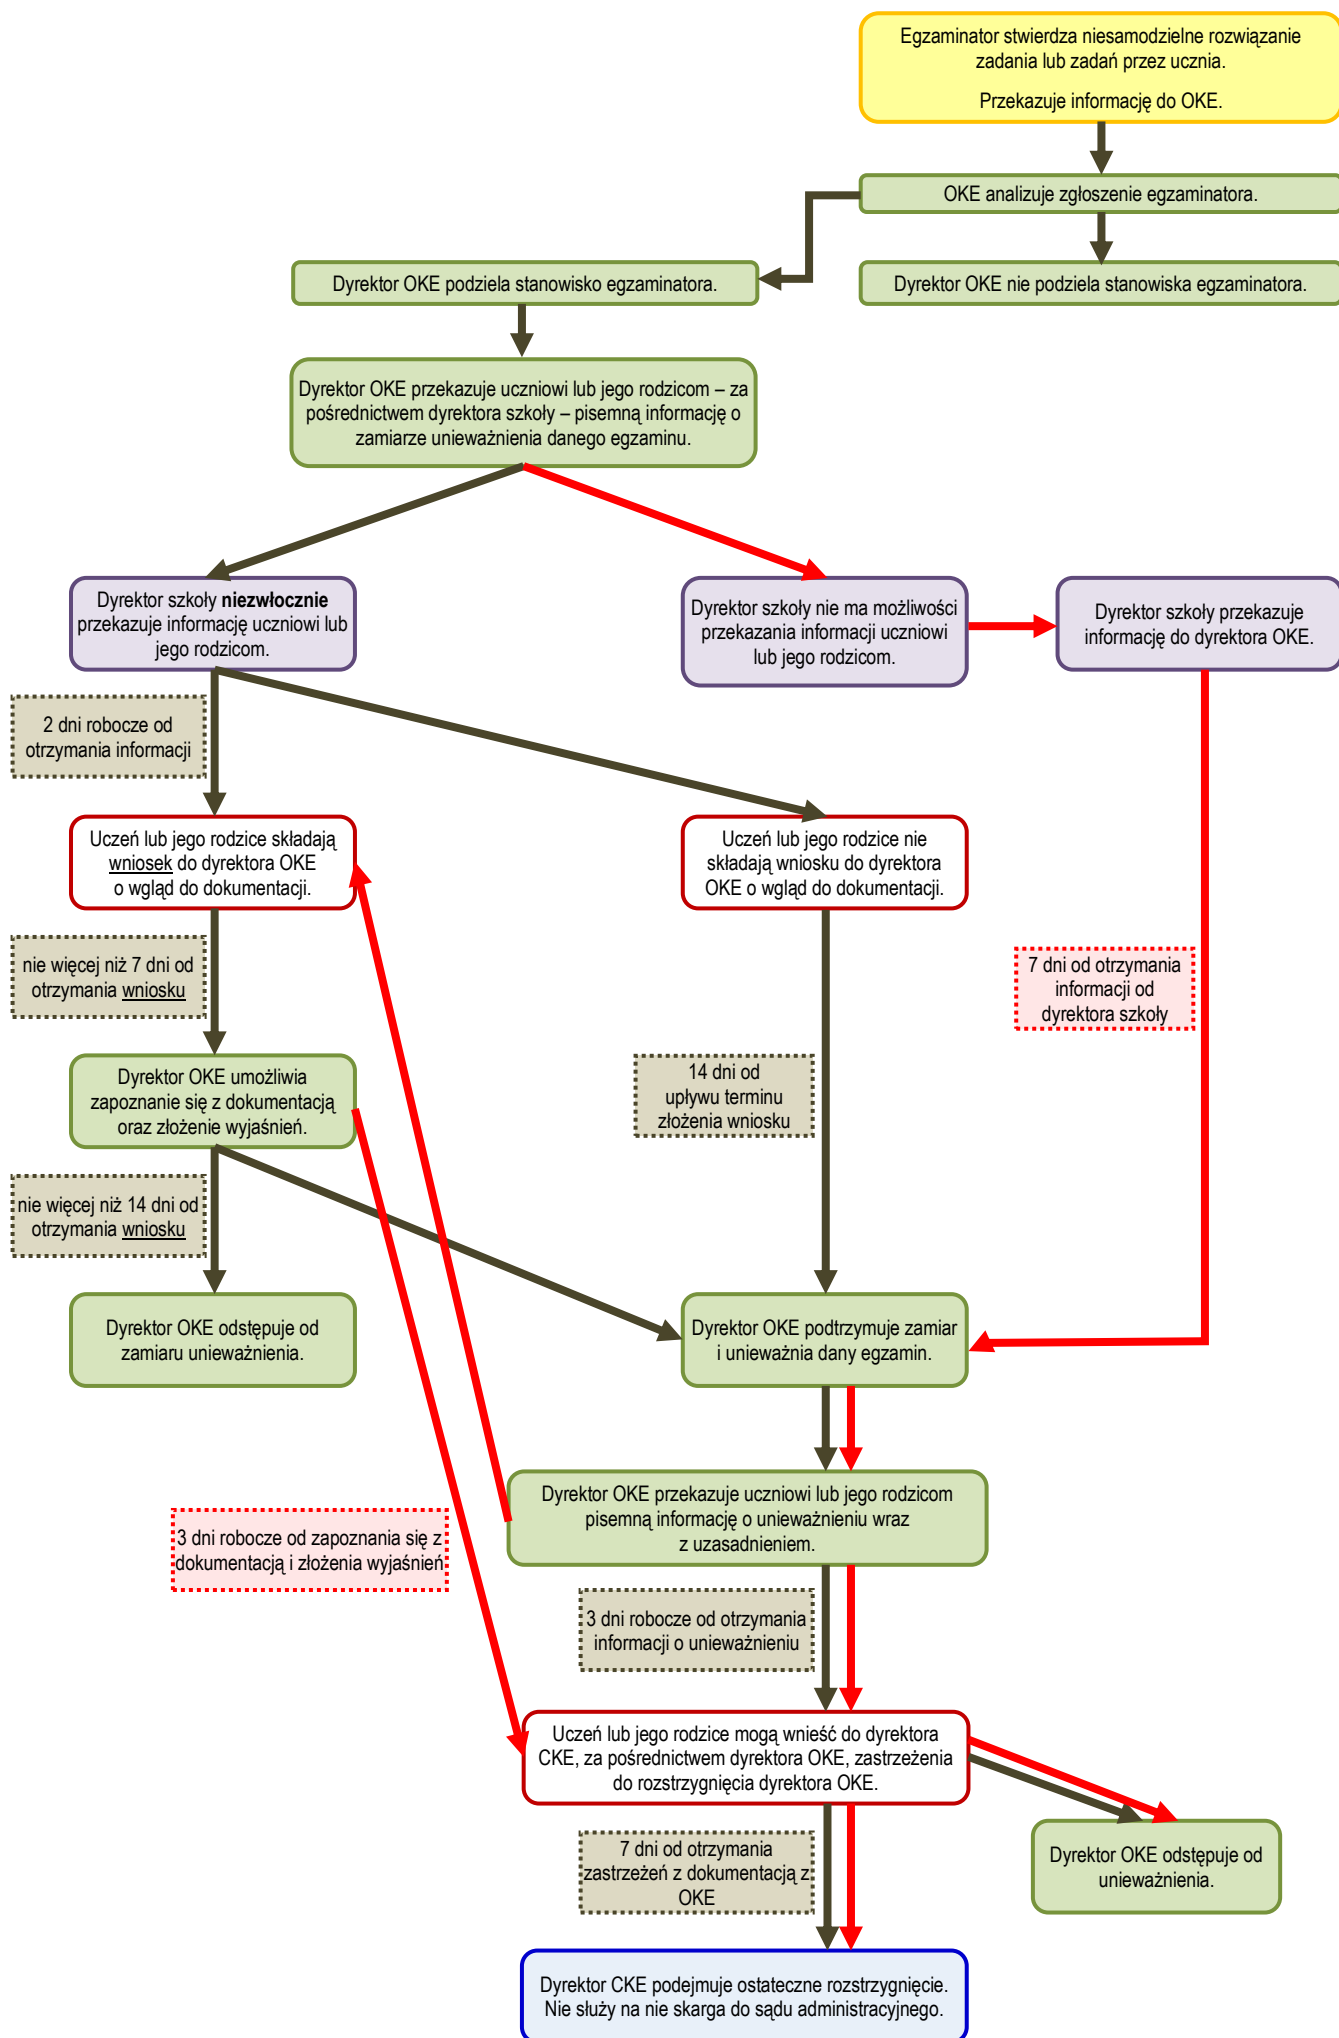 Egzaminator stwierdza niesamodzielne rozwiązanie
zadania lub zadań przez ucznia.
Przekazuje informację do OKE.
OKE analizuje zgłoszenie egzaminatora.
Dyrektor OKE podziela stanowisko egzaminatora.
Dyrektor OKE nie podziela stanowiska egzaminatora.
Dyrektor OKE przekazuje uczniowi lub jego rodzicom – za
pośrednictwem dyrektora szkoły – pisemną informację o
zamiarze unieważnienia danego egzaminu.
Dyrektor szkoły niezwłocznie
przekazuje informację uczniowi lub
jego rodzicom.
Dyrektor szkoły nie ma możliwości
przekazania informacji uczniowi
lub jego rodzicom.
Dyrektor szkoły przekazuje
informację do dyrektora OKE.
2 dni robocze od
otrzymania informacji
Uczeń lub jego rodzice składają
wniosek do dyrektora OKE
o wgląd do dokumentacji.
Uczeń lub jego rodzice nie
składają wniosku do dyrektora
OKE o wgląd do dokumentacji.
nie więcej niż 7 dni od
otrzymania wniosku
7 dni od otrzymania
informacji od
dyrektora szkoły
Dyrektor OKE umożliwia
zapoznanie się z dokumentacją
oraz złożenie wyjaśnień.
14 dni od
upływu terminu
złożenia wniosku
nie więcej niż 14 dni od
otrzymania wniosku
Dyrektor OKE odstępuje od
zamiaru unieważnienia.
Dyrektor OKE podtrzymuje zamiar
i unieważnia dany egzamin.
Dyrektor OKE przekazuje uczniowi lub jego rodzicom
pisemną informację o unieważnieniu wraz
z uzasadnieniem.
3 dni robocze od zapoznania się z
dokumentacją i złożenia wyjaśnień
3 dni robocze od otrzymania
informacji o unieważnieniu
Uczeń lub jego rodzice mogą wnieść do dyrektora
CKE, za pośrednictwem dyrektora OKE, zastrzeżenia
do rozstrzygnięcia dyrektora OKE.
7 dni od otrzymania
zastrzeżeń z dokumentacją z
OKE
Dyrektor OKE odstępuje od
unieważnienia.
Dyrektor CKE podejmuje ostateczne rozstrzygnięcie.
Nie służy na nie skarga do sądu administracyjnego.